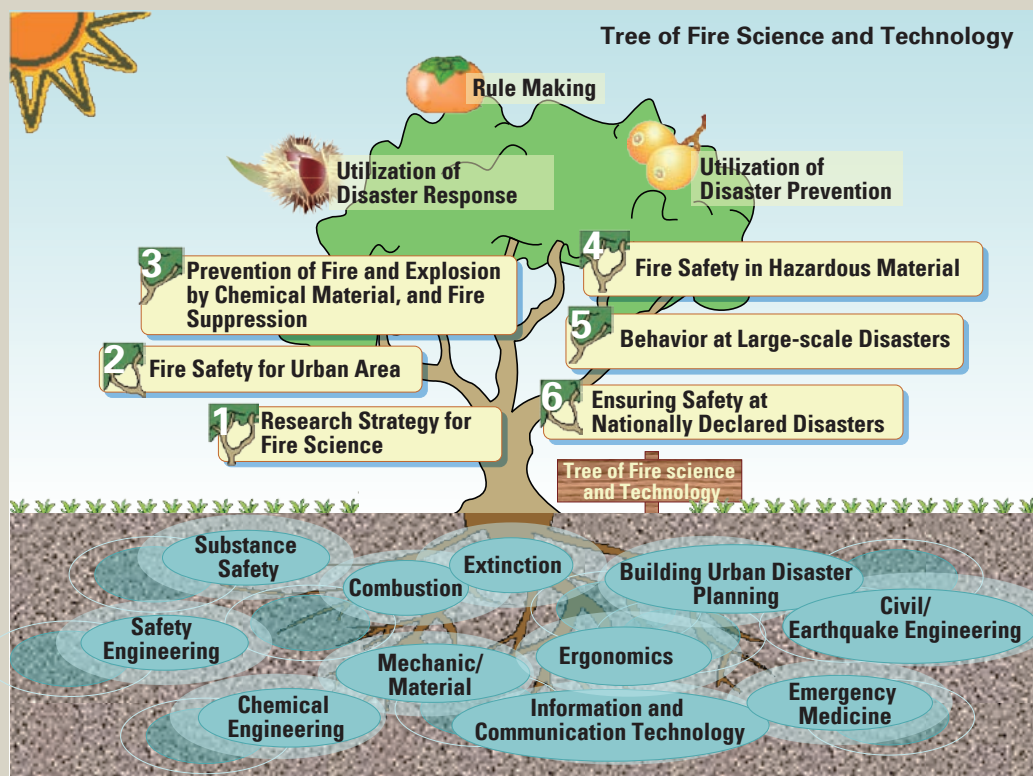 Tree of Fire Science and Technology
Rule Making
Utilization of
Disaster Response
Utilization of
Disaster Prevention
3
Prevention of Fire and Explosion
by Chemical Material, and Fire
Suppression
4
Fire Safety in Hazardous Material
2
Fire Safety for Urban Area
5
Behavior at Large-scale Disasters
1
Research Strategy for
Fire Science
6
Ensuring Safety at
Nationally Declared Disasters
Tree of Fire science
and Technology
Substance
Safety
Combustion
Extinction
Building Urban Disaster
Planning
Civil/
Earthquake Engineering
Safety
Engineering
Mechanic/
Material
Ergonomics
Chemical
Engineering
Information and
Communication Technology
Emergency
Medicine